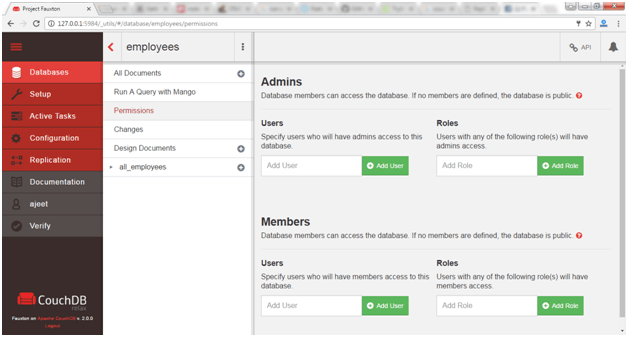 Project Fauxton
127.0.0.1:5984/_utils/#/database/employees/permissions
employees
API
Databases
Setup
Active Tasks
Configuration
Replication
Documentation
ajeet
Verify
CouchDB
relax
Fauxton on Apache CouchDB v. 2.0.0
Logout
All Documents
Run A Query with Mango
Permissions
Changes
Design Documents
all_employees
Admins
Database members can access the database. If no members are defined, the database is public.
Users
Specify users who will have admins access to this
database.
Add User
Add User
Roles
Users with any of the following role(s) will have
admins access.
Add Role
Add Role
Members
Database members can access the database. If no members are defined, the database is public.
Users
Specify users who will have members access to this
database.
Add User
Add User
Roles
Users with any of the following role(s) will have
members access.
Add Role
Add Role